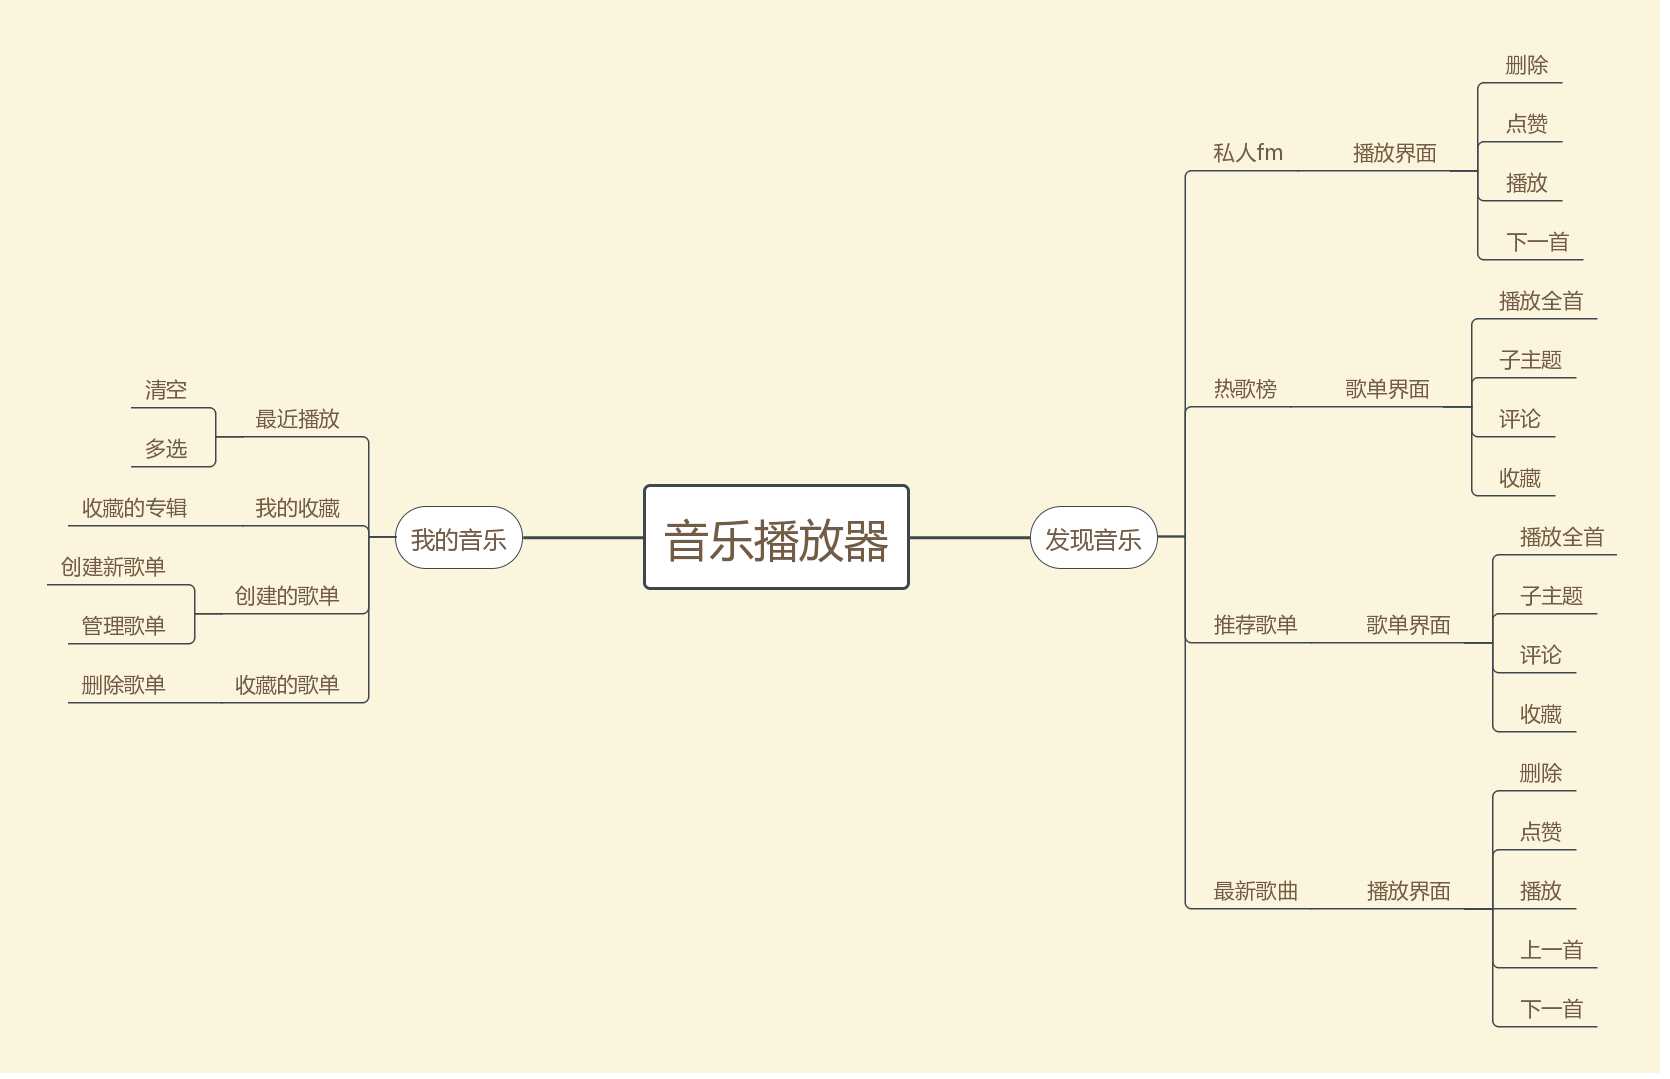 音乐播放器
我的音乐
最近播放
清空
多选
我的收藏
收藏的专辑
创建的歌单
创建新歌单
管理歌单
收藏的歌单
删除歌单
发现音乐
私人fm
播放界面
删除
点赞
播放
下一首
热歌榜
歌单界面
播放全首
子主题
评论
收藏
推荐歌单
歌单界面
播放全首
子主题
评论
收藏
最新歌曲
播放界面
删除
点赞
播放
上一首
下一首